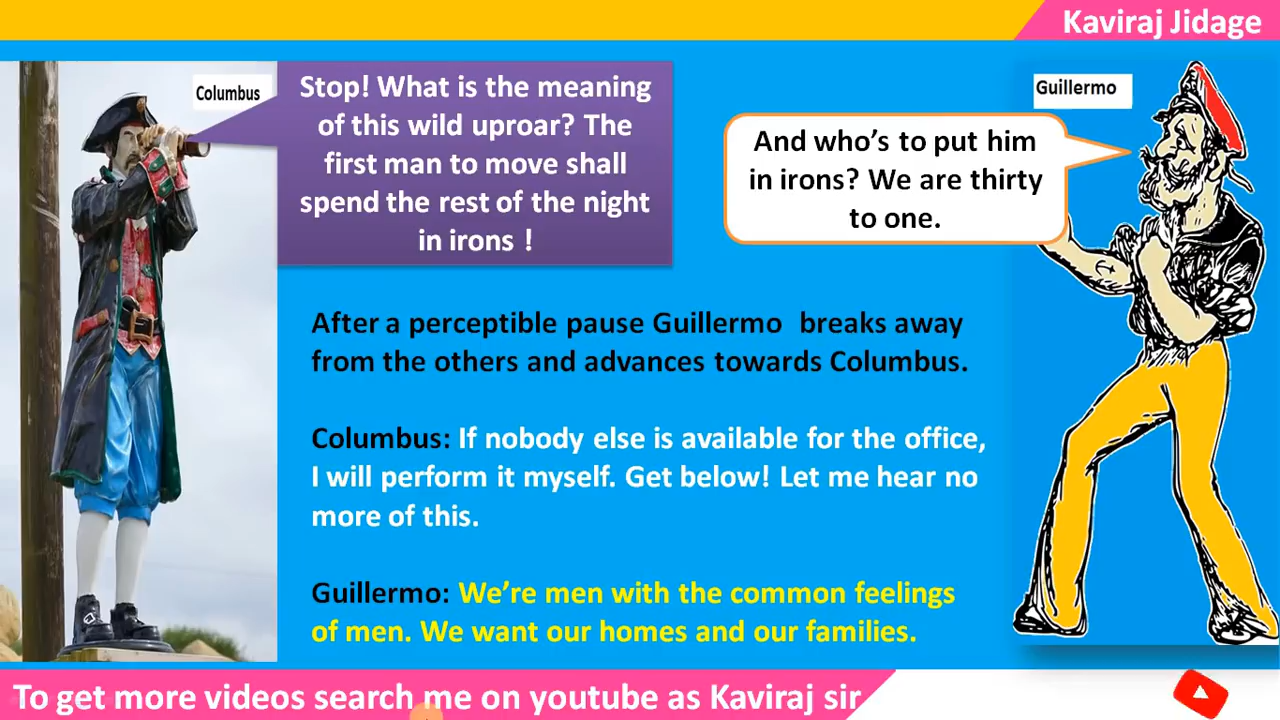 Kaviraj Jidage
Columbus
Stop! What is the meaning
of this wild uproar? The
first man to move shall
spend the rest of the night
in irons !
Guillermo
And who's to put him
in irons? We are thirty
to one.
After a perceptible pause Guillermo breaks away
from the others and advances towards Columbus.
Columbus: If nobody else is available for the office,
I will perform it myself. Get below! Let me hear no
more of this.
Guillermo: We're men with the common feelings
of men. We want our homes and our families.
To get more videos search me on youtube as Kaviraj sir